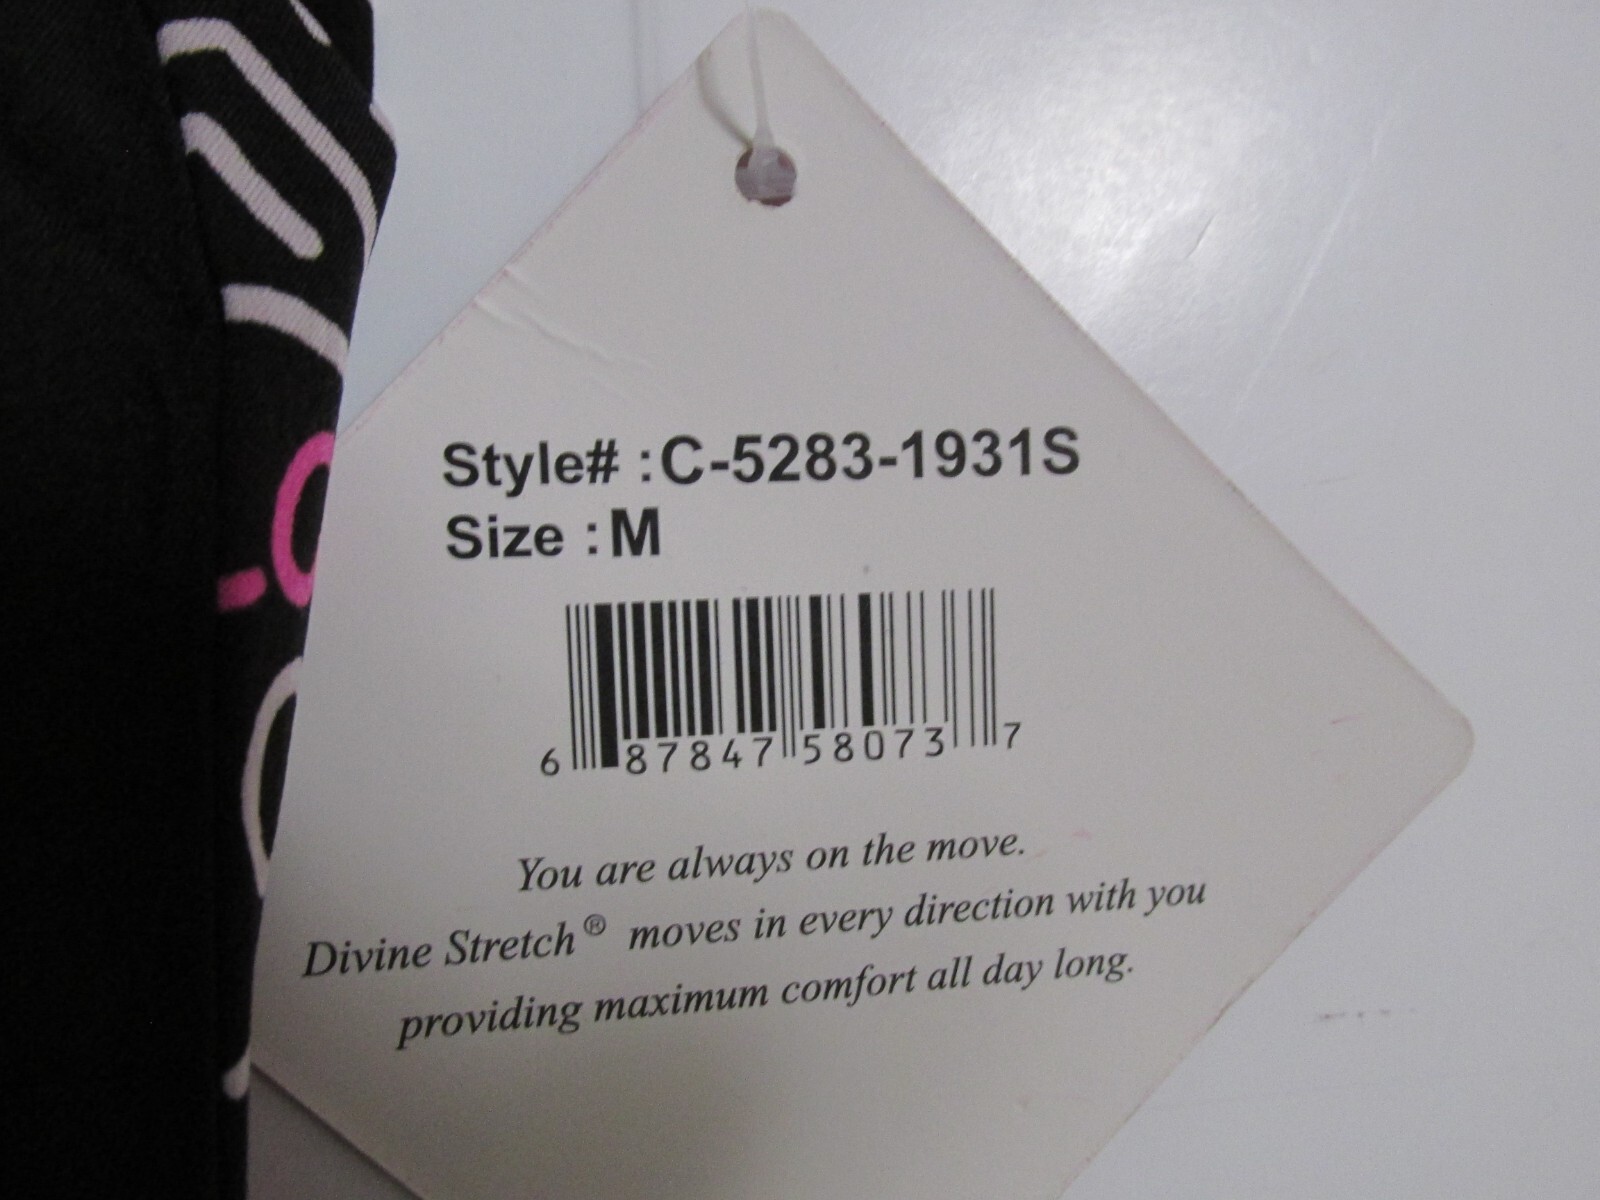 Style# :C-5283-1931S
Size :M
6 87847 58073 7
You are always on the move.
Divine Stretch® moves in every direction with you
providing maximum comfort all day long.